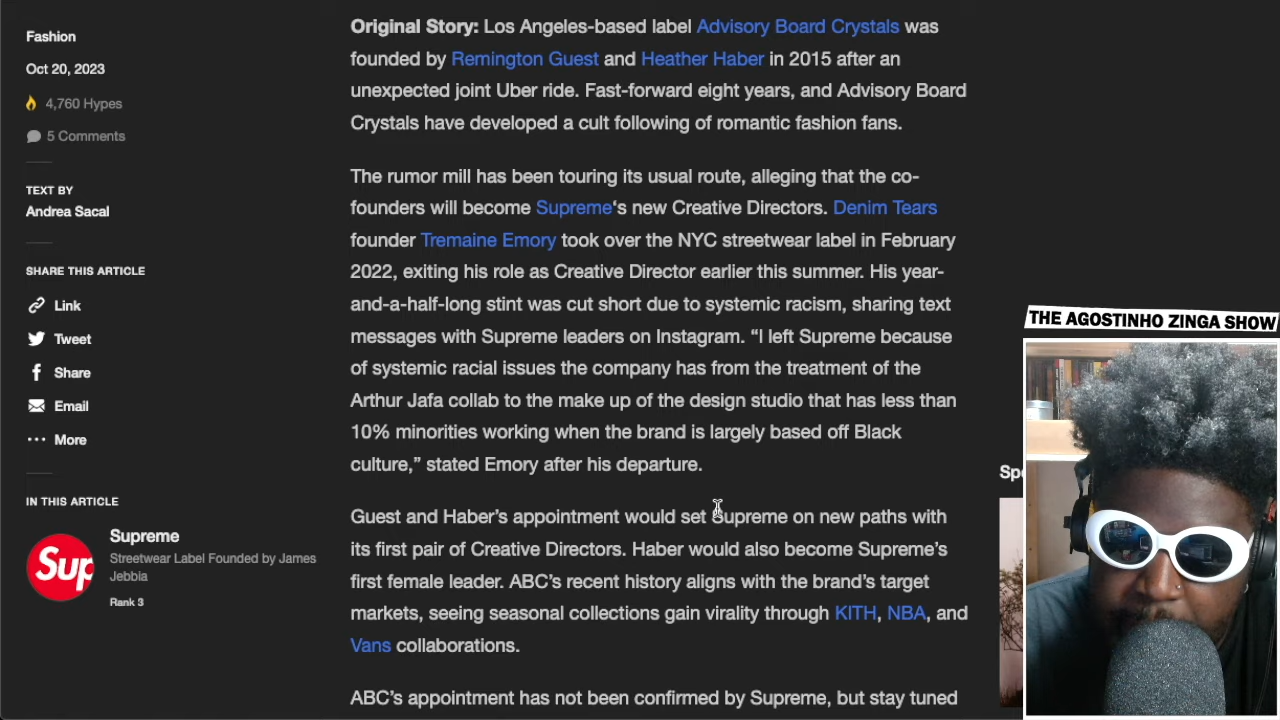 Fashion
Oct 20, 2023
4,760 Hypes
5 Comments
TEXT BY
Andrea Sacal
SHARE THIS ARTICLE
Link
Tweet
Share
Email
More
IN THIS ARTICLE
Sup
Supreme
Streetwear Label Founded by James
Jebbia
Rank 3
Original Story: Los Angeles-based label Advisory Board Crystals was
founded by Remington Guest and Heather Haber in 2015 after an
unexpected joint Uber ride. Fast-forward eight years, and Advisory Board
Crystals have developed a cult following of romantic fashion fans.
The rumor mill has been touring its usual route, alleging that the co-
founders will become Supreme‘s new Creative Directors. Denim Tears
founder Tremaine Emory took over the NYC streetwear label in February
2022, exiting his role as Creative Director earlier this summer. His year-
and-a-half-long stint was cut short due to systemic racism, sharing text
messages with Supreme leaders on Instagram. “I left Supreme because
of systemic racial issues the company has from the treatment of the
Arthur Jafa collab to the make up of the design studio that has less than
10% minorities working when the brand is largely based off Black
culture,” stated Emory after his departure.
Guest and Haber’s appointment would set Supreme on new paths with
its first pair of Creative Directors. Haber would also become Supreme’s
first female leader. ABC’s recent history aligns with the brand’s target
markets, seeing seasonal collections gain virality through KITH, NBA, and
Vans collaborations.
ABC’s appointment has not been confirmed by Supreme, but stay tuned
THE AGOSTINHO ZINGA SHOW